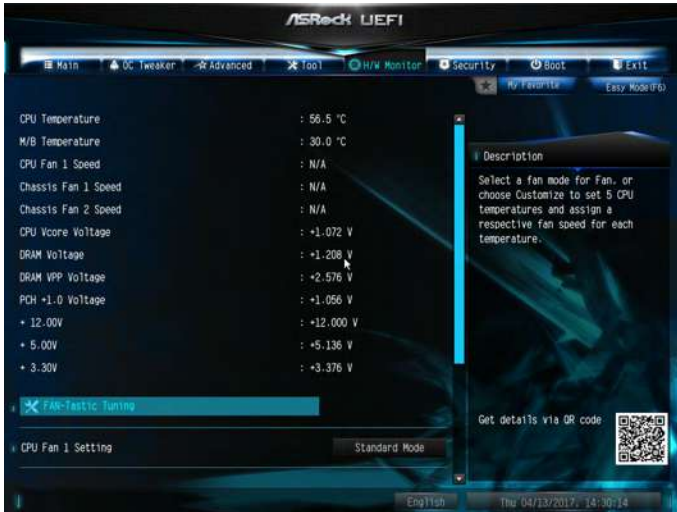 ASRock UEFI
Main OC Tweaker Advanced Tool H/W Monitor Security Boot Exit
My Favorite Easy Mode(F6)
CPU Temperature : 56.5 °C
M/B Temperature : 30.0 °C
CPU Fan 1 Speed : N/A
Chassis Fan 1 Speed : N/A
Chassis Fan 2 Speed : N/A
CPU Vcore Voltage : +1.072 V
DRAM Voltage : +1.208 V
DRAM VPP Voltage : +2.576 V
PCH +1.0 Voltage : +1.056 V
+ 12.00V : +12.000 V
+ 5.00V : +5.136 V
+ 3.30V : +3.376 V
FAN-Tastic Tuning
CPU Fan 1 Setting Standard Mode
Description
Select a fan mode for Fan, or
choose Customize to set 5 CPU
temperatures and assign a
respective fan speed for each
temperature.
Get details via QR code
English Thu 04/13/2017, 14:30:14